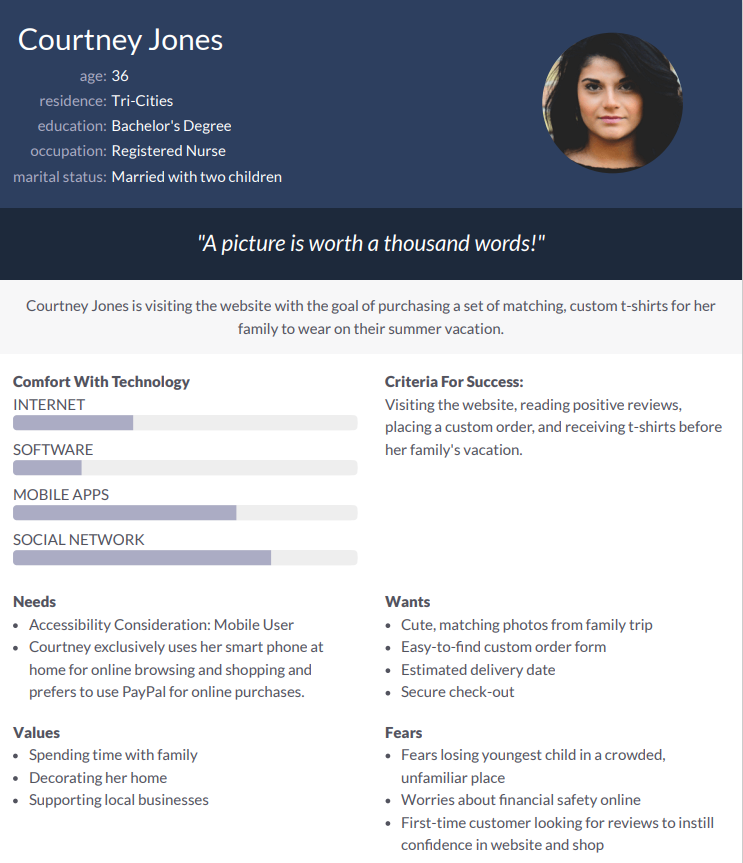 Courtney Jones
age: 36
residence: Tri-Cities
education: Bachelor's Degree
occupation: Registered Nurse
marital status: Married with two children
"A picture is worth a thousand words!"
Courtney Jones is visiting the website with the goal of purchasing a set of matching, custom t-shirts for her
family to wear on their summer vacation.
Comfort With Technology
INTERNET
SOFTWARE
MOBILE APPS
SOCIAL NETWORK
Criteria For Success:
Visiting the website, reading positive reviews,
placing a custom order, and receiving t-shirts before
her family's vacation.
Needs
• Accessibility Consideration: Mobile User
• Courtney exclusively uses her smart phone at
home for online browsing and shopping and
prefers to use PayPal for online purchases.
Wants
• Cute, matching photos from family trip
• Easy-to-find custom order form
• Estimated delivery date
• Secure check-out
Values
• Spending time with family
• Decorating her home
• Supporting local businesses
Fears
• Fears losing youngest child in a crowded,
unfamiliar place
• Worries about financial safety online
• First-time customer looking for reviews to instill
confidence in website and shop